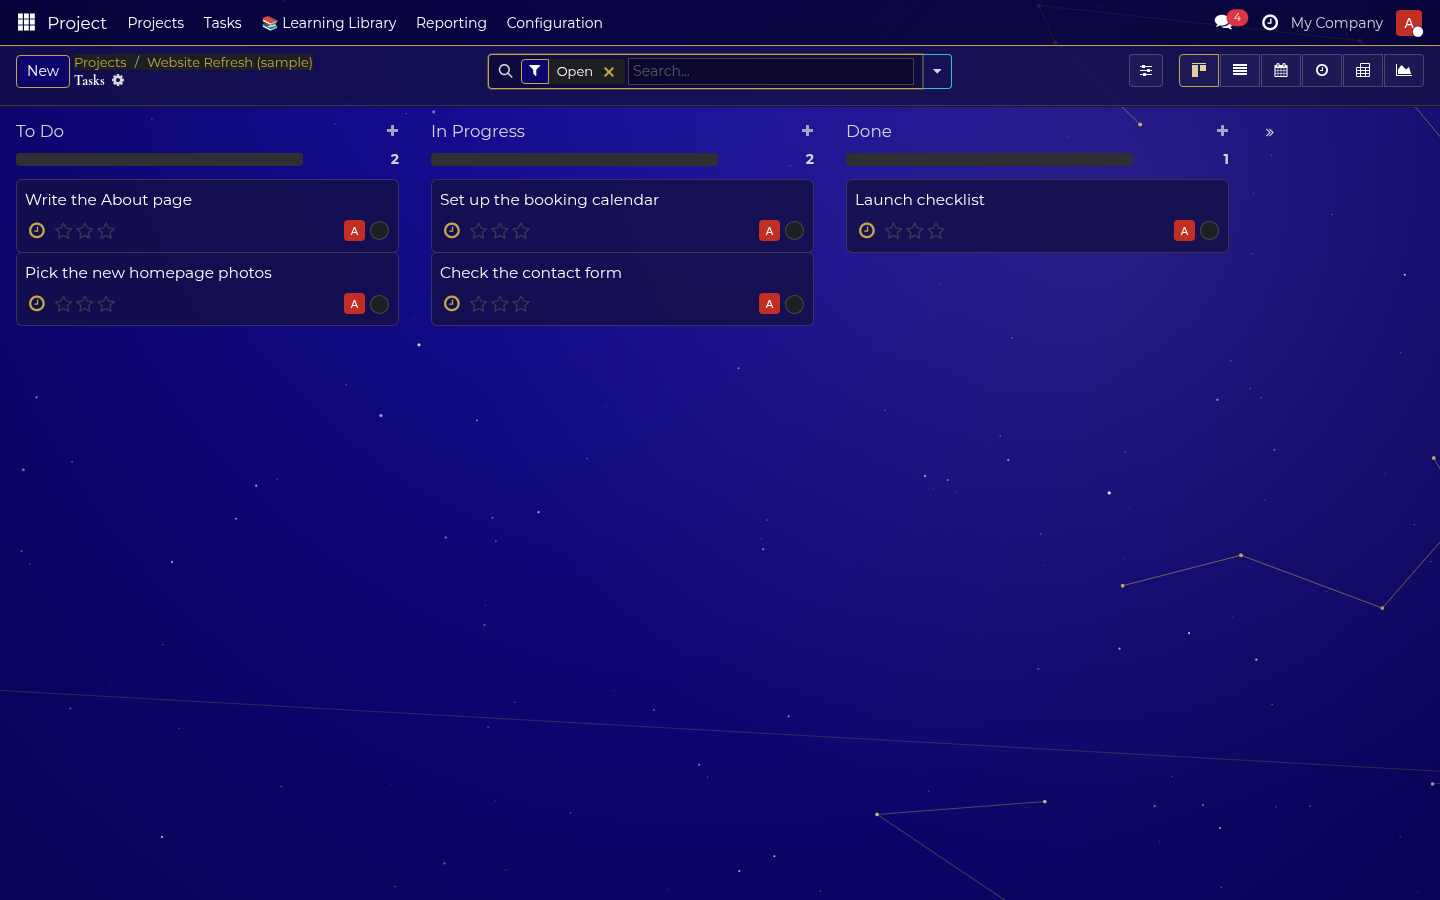 Project Projects Tasks 📚 Learning Library Reporting Configuration 4 My Company A
New Projects / Website Refresh (sample) Open Search...
Tasks
To Do In Progress Done
2 2 1
Write the About page Set up the booking calendar Launch checklist
A A A
Pick the new homepage photos Check the contact form
A A